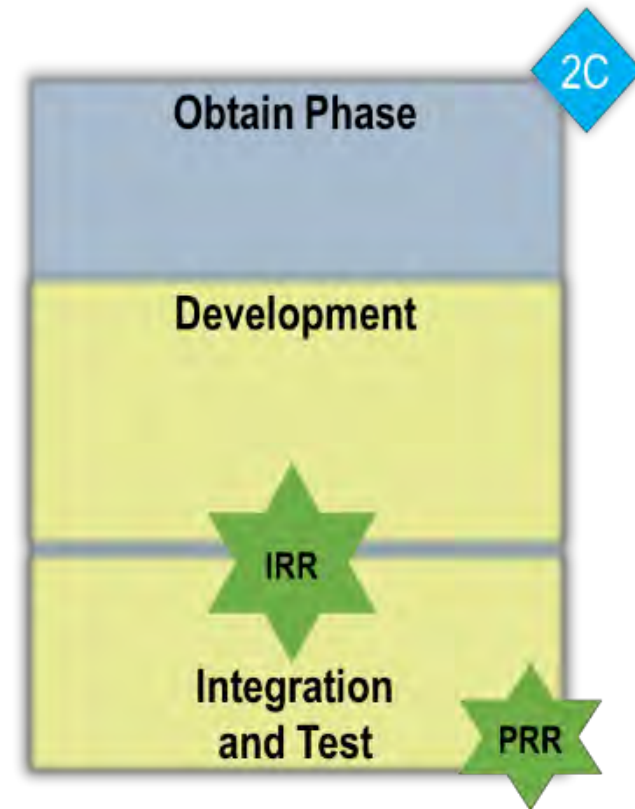 2C
Obtain Phase
Development
IRR
Integration
and Test
PRR